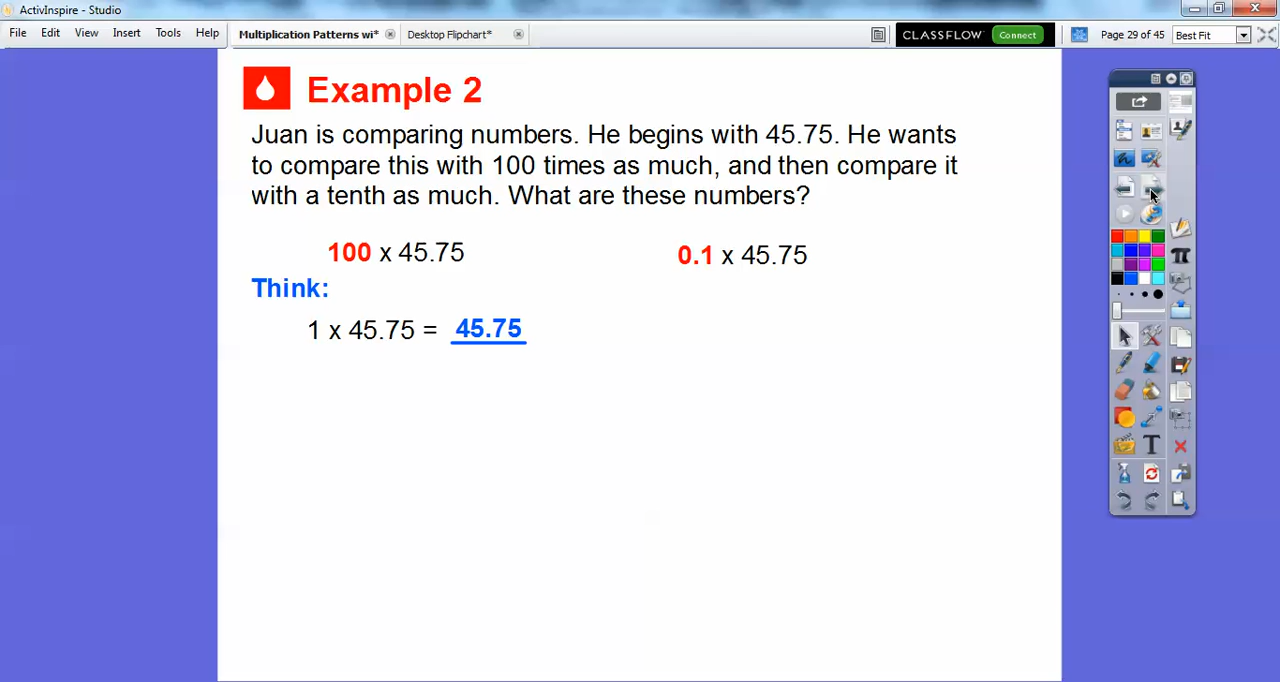 ActivInspire - Studio
File Edit View Insert Tools Help Multiplication Patterns wi* Desktop Flipchart* CLASSFLOW Connect Page 29 of 45 Best Fit
Example 2
Juan is comparing numbers. He begins with 45.75. He wants
to compare this with 100 times as much, and then compare it
with a tenth as much. What are these numbers?
100 x 45.75 0.1 x 45.75
Think:
1 x 45.75 = 45.75